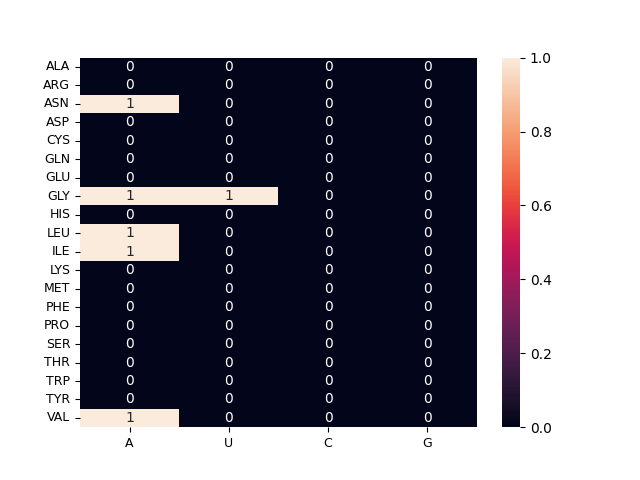 ALA 0 0 0 0
ARG 0 0 0 0
ASN 1 0 0 0
ASP 0 0 0 0
CYS 0 0 0 0
GLN 0 0 0 0
GLU 0 0 0 0
GLY 1 1 0 0
HIS 0 0 0 0
LEU 1 0 0 0
ILE 1 0 0 0
LYS 0 0 0 0
MET 0 0 0 0
PHE 0 0 0 0
PRO 0 0 0 0
SER 0 0 0 0
THR 0 0 0 0
TRP 0 0 0 0
TYR 0 0 0 0
VAL 1 0 0 0
A U C G
1.0
0.8
0.6
0.4
0.2
0.0